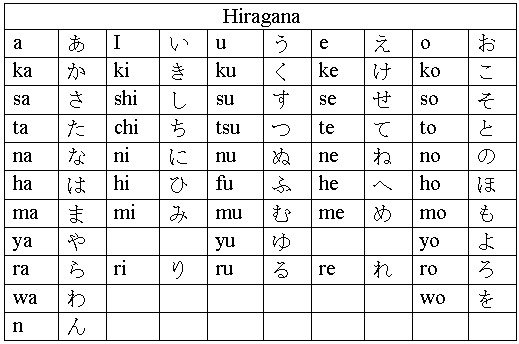 Hiragana
a あ I い u う e え o お
ka か ki き ku く ke け ko こ
sa さ shi し su す se せ so そ
ta た chi ち tsu つ te て to と
na な ni に nu ぬ ne ね no の
ha は hi ひ fu ふ he へ ho ほ
ma ま mi み mu む me め mo も
ya や yu ゆ yo よ
ra ら ri り ru る re れ ro ろ
wa わ wo を
n ん